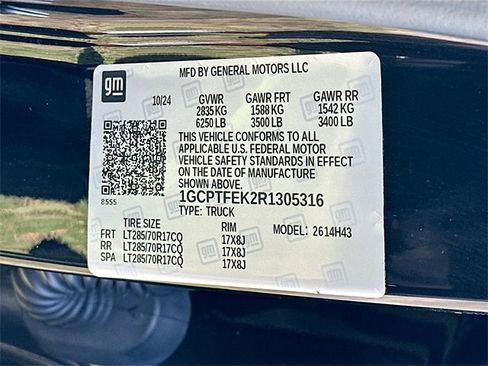 gm
MFD BY GENERAL MOTORS LLC
10/24 GVWR GAWR FRT GAWR RR
2835 KG 1588 KG 1542 KG
6250 LB 3500 LB 3400 LB
THIS VEHICLE CONFORMS TO ALL
APPLICABLE U.S. FEDERAL MOTOR
VEHICLE SAFETY STANDARDS IN EFFECT
ON THE DATE OF MANUFACTURE
SHOWN ABOVE.
8555 1GCPTFEK2R1305316
TYPE: TRUCK
TIRE SIZE RIM MODEL: 2614H43
FRT LT285/70R17CQ 17X8J
RR LT285/70R17CQ 17X8J
SPA LT285/70R17CQ 17X8J